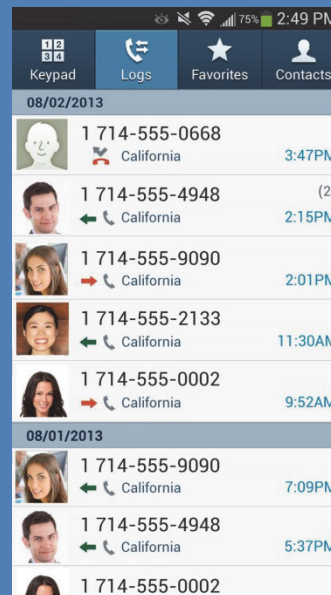 75% 2:49 PM
1 2
3 4
Keypad Logs Favorites Contacts
08/02/2013
1 714-555-0668
California 3:47PM
1 714-555-4948 (2
California 2:15PM
1 714-555-9090
California 2:01PM
1 714-555-2133
California 11:30AM
1 714-555-0002
California 9:52AM
08/01/2013
1 714-555-9090
California 7:09PM
1 714-555-4948
California 5:37PM
1 714-555-0002